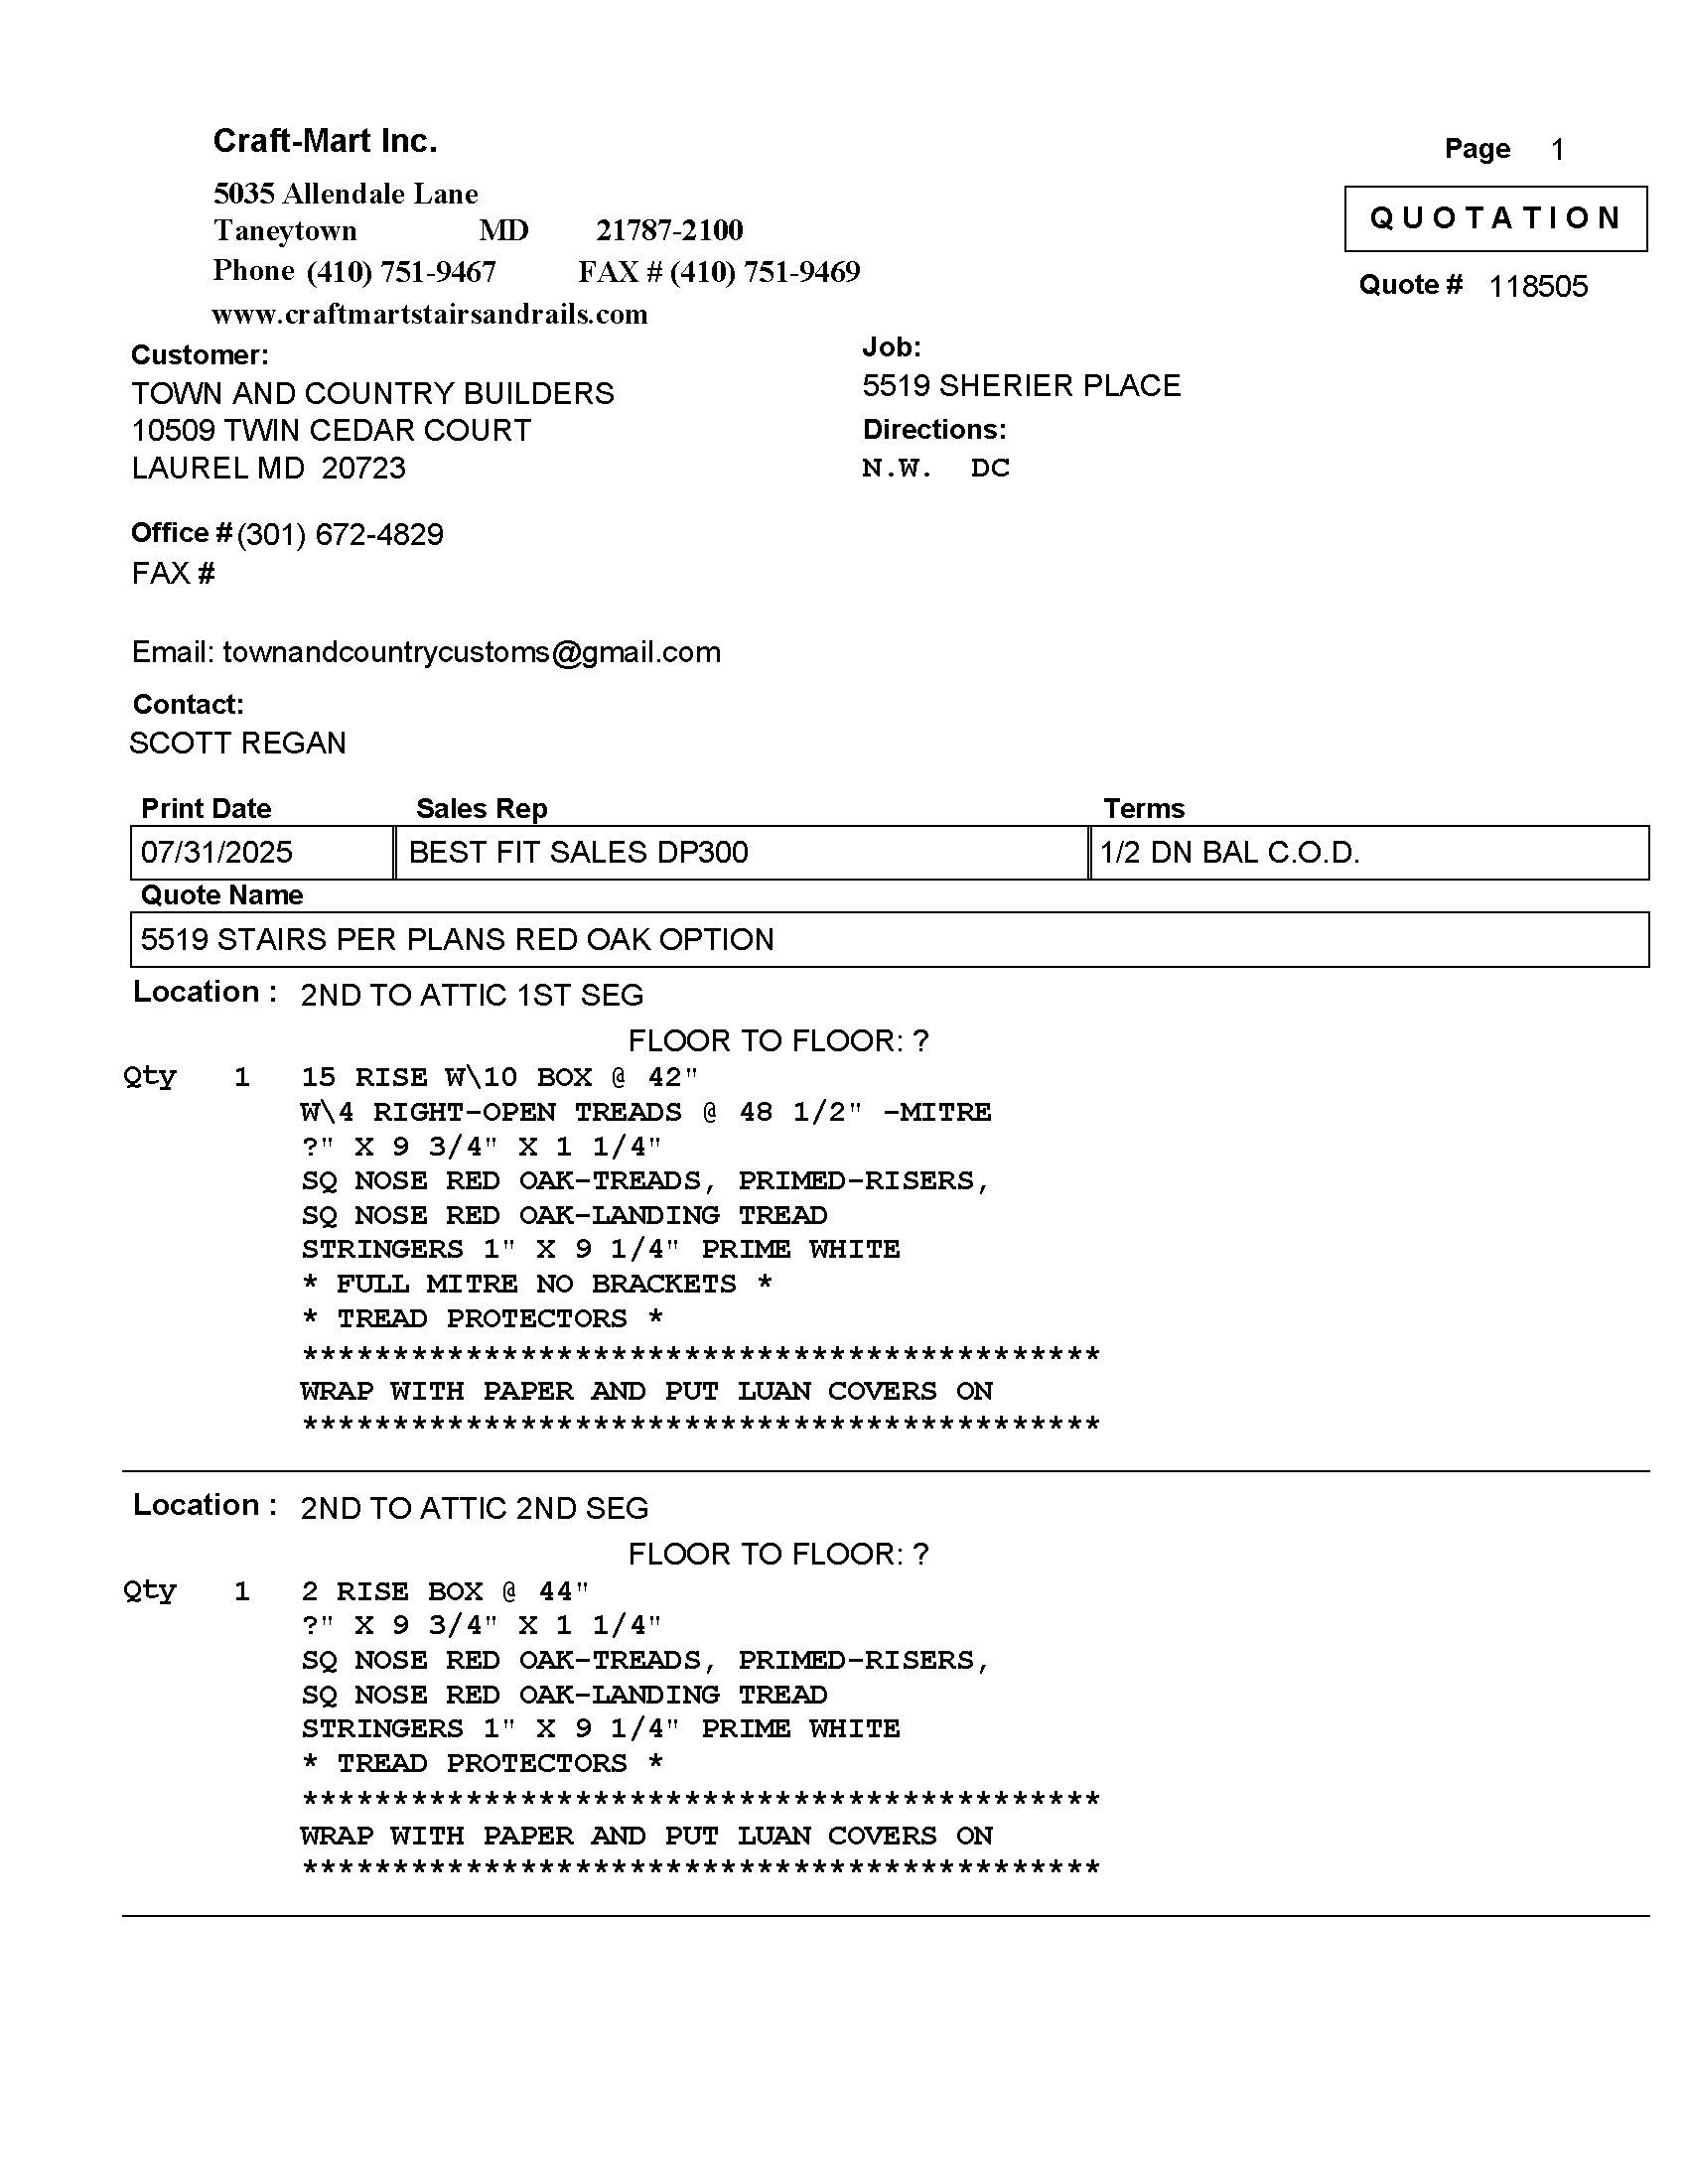 Craft-Mart Inc.
Page 1
5035 Allendale Lane
Taneytown MD 21787-2100
QUOTATION
Phone (410) 751-9467 FAX # (410) 751-9469
Quote # 118505
www.craftmartstairsandrails.com
Customer:
TOWN AND COUNTRY BUILDERS
10509 TWIN CEDAR COURT
LAUREL MD 20723
Job:
5519 SHERIER PLACE
Directions:
N.W. DC
Office # (301) 672-4829
FAX #
Email: townandcountrycustoms@gmail.com
Contact:
SCOTT REGAN
Print Date Sales Rep Terms
07/31/2025 BEST FIT SALES DP300 1/2 DN BAL C.O.D.
Quote Name
5519 STAIRS PER PLANS RED OAK OPTION
Location : 2ND TO ATTIC 1ST SEG
FLOOR TO FLOOR: ?
Qty 1 15 RISE W\10 BOX @ 42"
W\4 RIGHT-OPEN TREADS @ 48 1/2" -MITRE
?" X 9 3/4" X 1 1/4"
SQ NOSE RED OAK-TREADS, PRIMED-RISERS,
SQ NOSE RED OAK-LANDING TREAD
STRINGERS 1" X 9 1/4" PRIME WHITE
* FULL MITRE NO BRACKETS *
* TREAD PROTECTORS *
********************************************
WRAP WITH PAPER AND PUT LUAN COVERS ON
********************************************
Location : 2ND TO ATTIC 2ND SEG
FLOOR TO FLOOR: ?
Qty 1 2 RISE BOX @ 44"
?" X 9 3/4" X 1 1/4"
SQ NOSE RED OAK-TREADS, PRIMED-RISERS,
SQ NOSE RED OAK-LANDING TREAD
STRINGERS 1" X 9 1/4" PRIME WHITE
* TREAD PROTECTORS *
********************************************
WRAP WITH PAPER AND PUT LUAN COVERS ON
********************************************